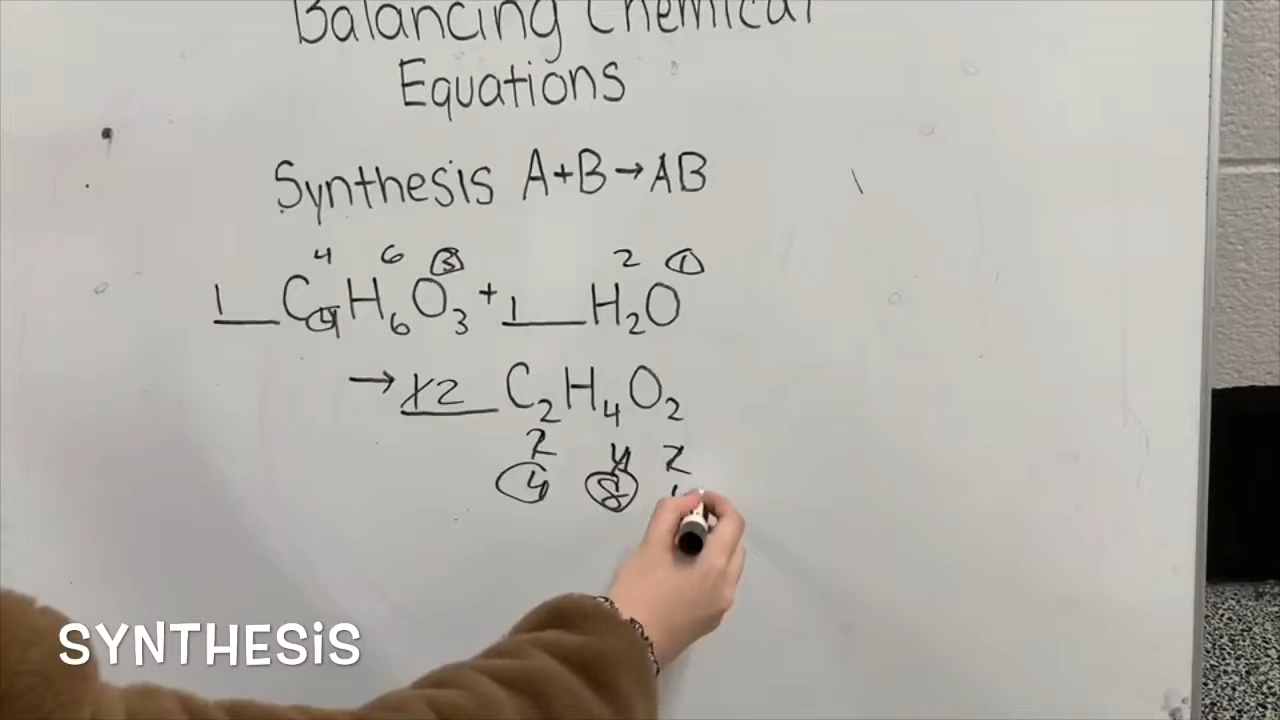 Balancing Chemical
Equations
Synthesis A+B→AB
4 6 3 2 1
1 C4H6O3 + 1 H2O
→ x2 C2H4O2
2 4 2
4 8
SYNTHESiS